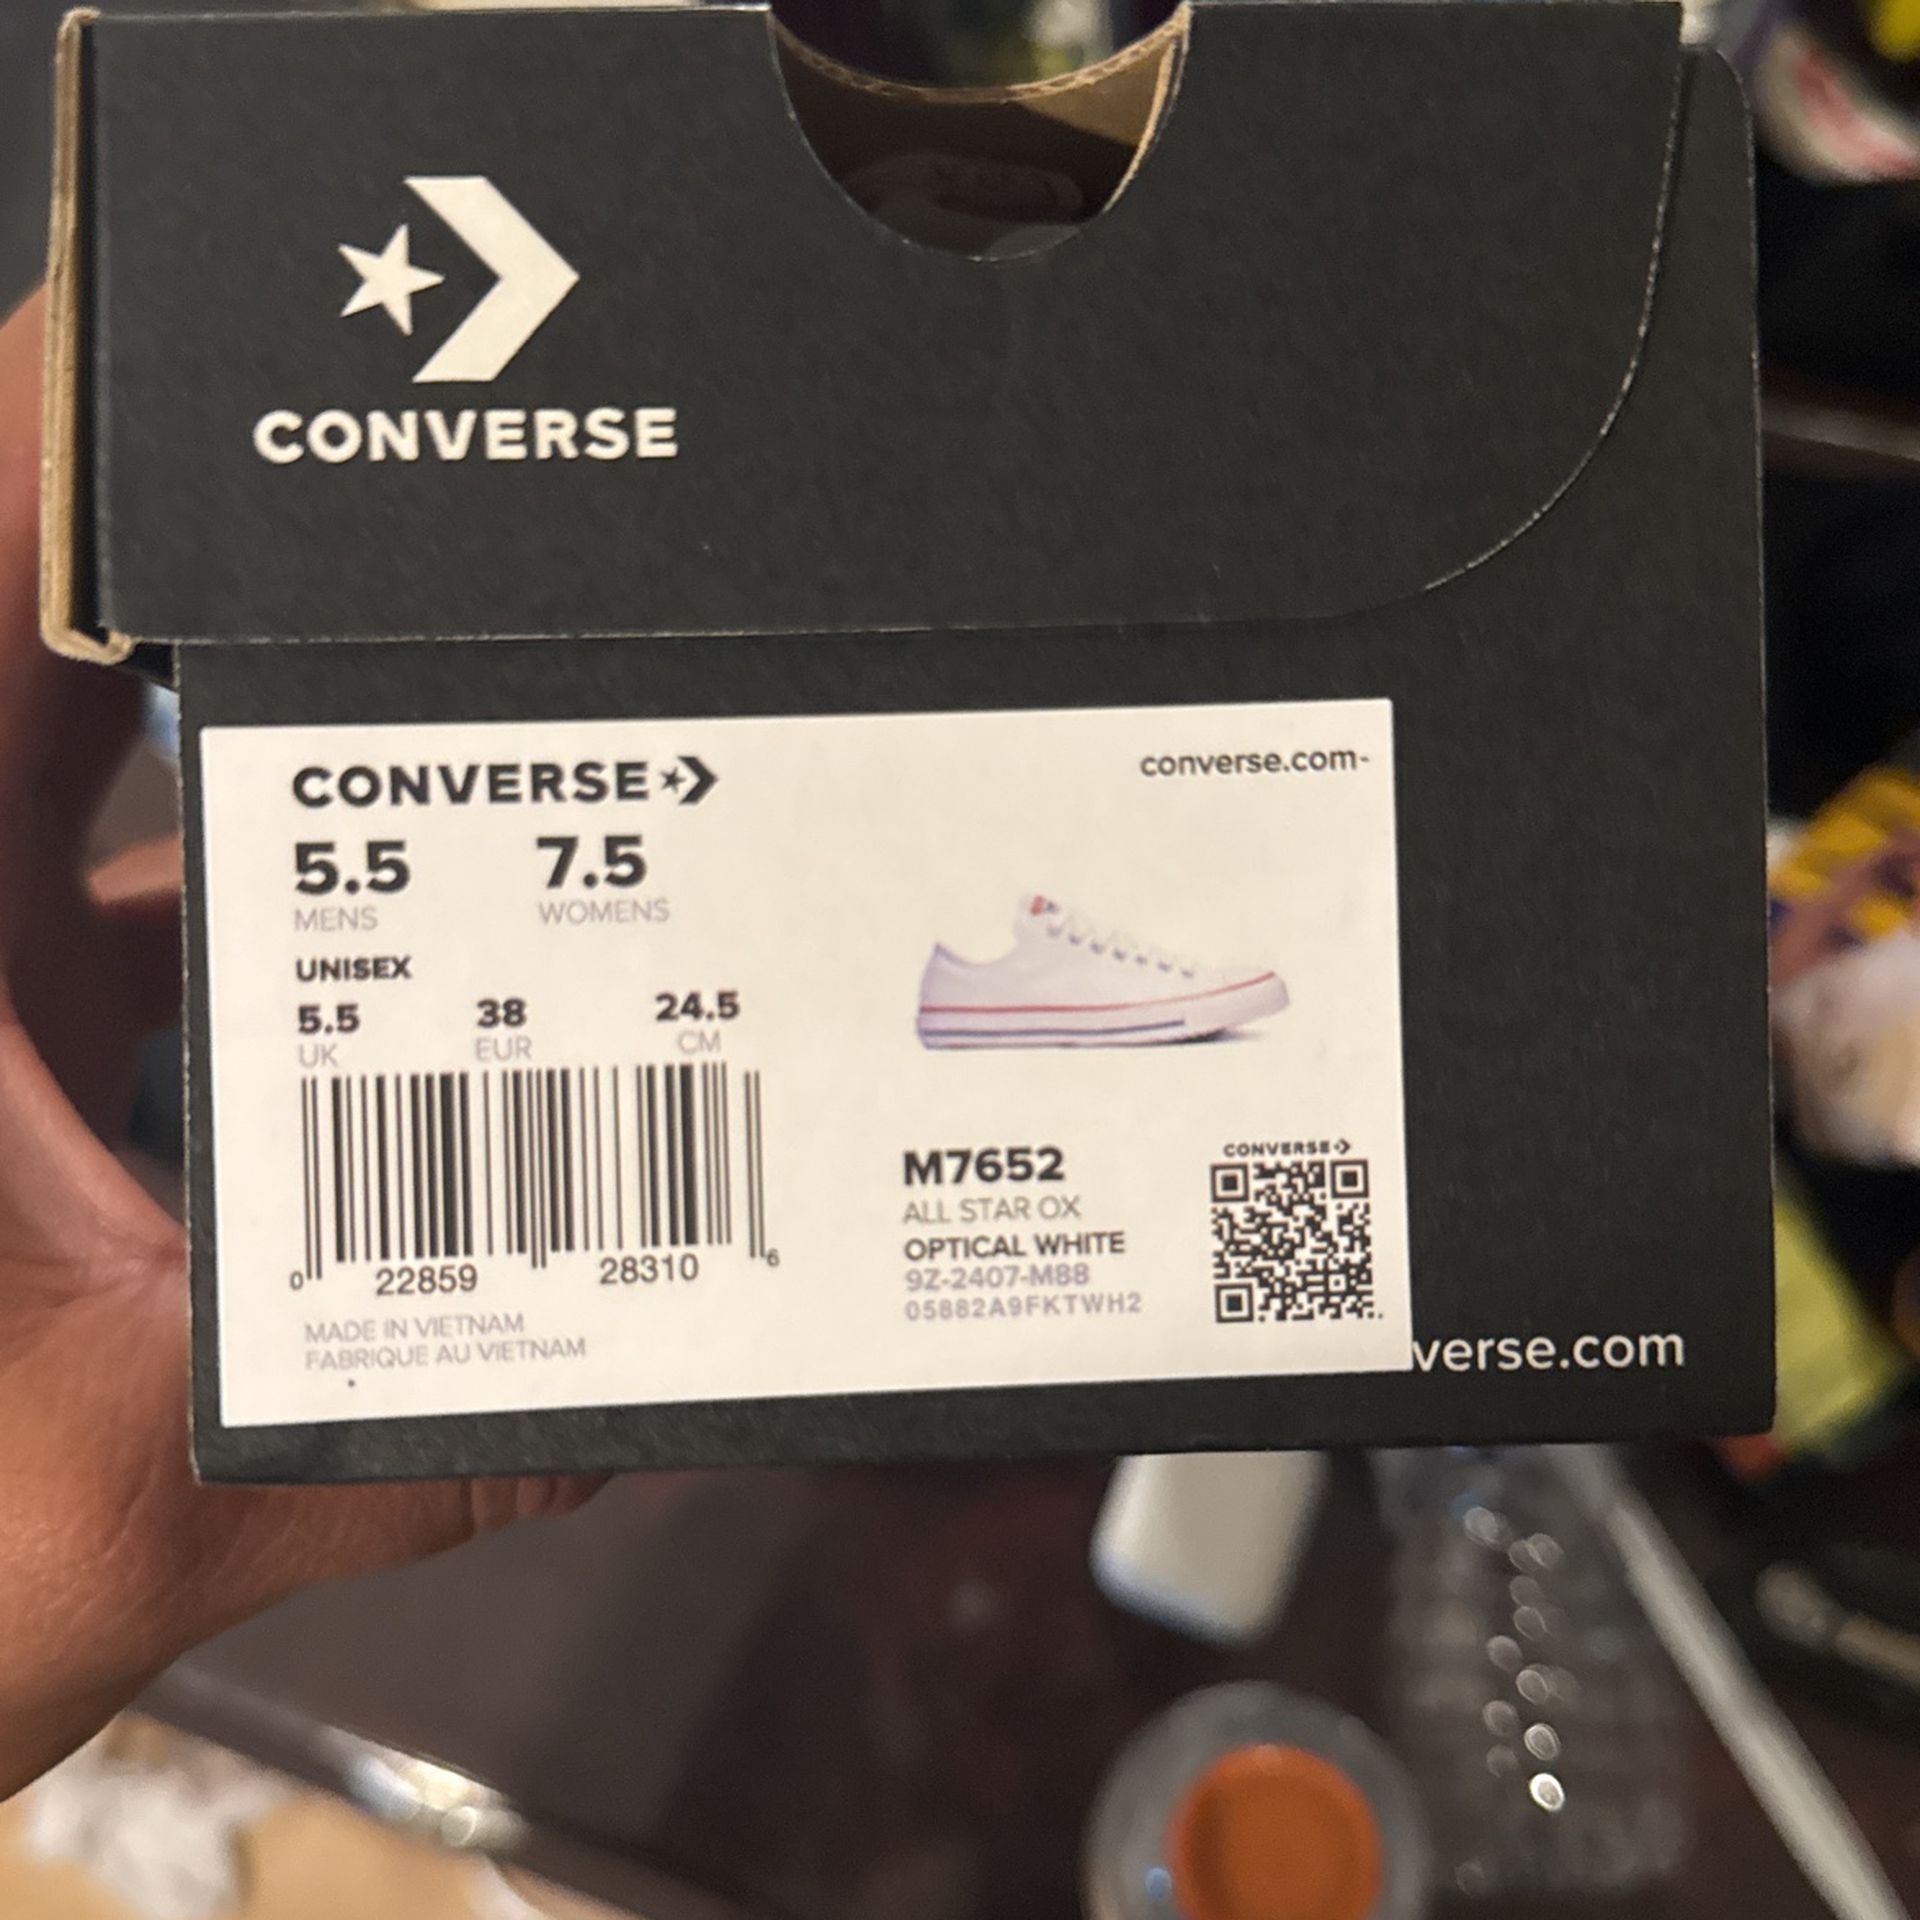 CONVERSE
CONVERSE
converse.com-
5.5 7.5
MENS WOMENS
UNISEX
5.5 38 24.5
UK EUR CM
0 22859 28310 6
MADE IN VIETNAM
FABRIQUE AU VIETNAM
M7652
ALL STAR OX
OPTICAL WHITE
9Z-2407-M88
05882A9FKTWH2
CONVERSE
verse.com